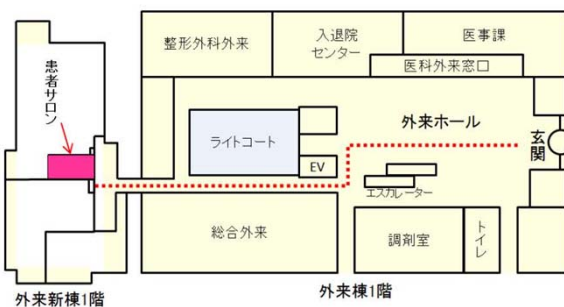 整形外科外来
入退院
センター
医事課
医科外来窓口
患者サロン
ライトコート
EV
外来ホール
玄関
エスカレーター
総合外来
調剤室
トイレ
外来新棟1階
外来棟1階